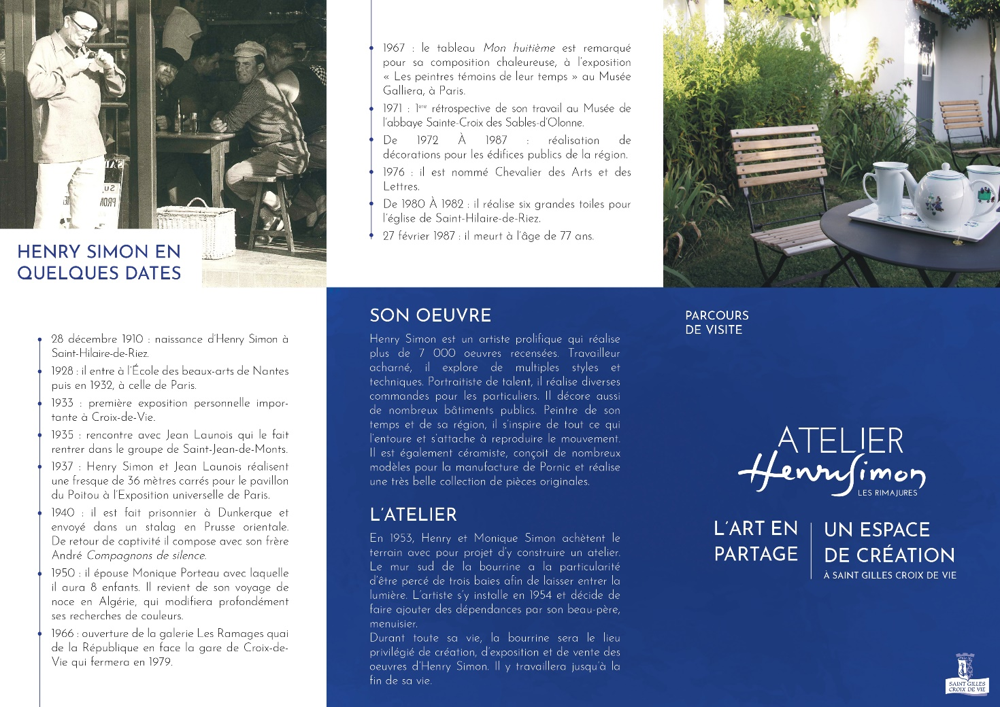 HENRY SIMON EN
QUELQUES DATES
28 décembre 1910 : naissance d'Henry Simon à
Saint-Hilaire-de-Riez.
1928 : il entre à l'École des beaux-arts de Nantes
puis en 1932, à celle de Paris.
1933 : première exposition personnelle impor-
tante à Croix-de-Vie.
1935 : rencontre avec Jean Launois qui le fait
rentrer dans le groupe de Saint-Jean-de-Monts.
1937 : Henry Simon et Jean Launois réalisent
une fresque de 36 mètres carrés pour le pavillon
du Poitou à l'Exposition universelle de Paris.
1940 : il est fait prisonnier à Dunkerque et
envoyé dans un stalag en Prusse orientale.
De retour de captivité il compose avec son frère
André Compagnons de silence.
1950 : il épouse Monique Porteau avec laquelle
il aura 8 enfants. Il revient de son voyage de
noce en Algérie, qui modifiera profondément
ses recherches de couleurs.
1966 : ouverture de la galerie Les Ramages quai
de la République en face la gare de Croix-de-
Vie qui fermera en 1979.
1967 : le tableau Mon huitième est remarqué
pour sa composition chaleureuse, à l'exposition
« Les peintres témoins de leur temps » au Musée
Galliera, à Paris.
1971 : 1ere rétrospective de son travail au Musée de
l'abbaye Sainte-Croix des Sables-d'Olonne.
De 1972 À 1987 : réalisation de
décorations pour les édifices publics de la région.
1976 : il est nommé Chevalier des Arts et des
Lettres.
De 1980 À 1982 : il réalise six grandes toiles pour
l'église de Saint-Hilaire-de-Riez.
27 février 1987 : il meurt à l'âge de 77 ans.
SON OEUVRE
Henry Simon est un artiste prolifique qui réalise
plus de 7 000 oeuvres recensées. Travailleur
acharné, il explore de multiples styles et
techniques. Portraitiste de talent, il réalise diverses
commandes pour les particuliers. Il décore aussi
de nombreux bâtiments publics. Peintre de son
temps et de sa région, il s'inspire de tout ce qui
l'entoure et s'attache à reproduire le mouvement.
Il est également céramiste, conçoit de nombreux
modèles pour la manufacture de Pornic et réalise
une très belle collection de pièces originales.
L'ATELIER
En 1953, Henry et Monique Simon achètent le
terrain avec pour projet d'y construire un atelier.
Le mur sud de la bourrine a la particularité
d'être percé de trois baies afin de laisser entrer la
lumière. L'artiste s'y installe en 1954 et décide de
faire ajouter des dépendances par son beau-père,
menuisier.
Durant toute sa vie, la bourrine sera le lieu
privilégié de création, d'exposition et de vente des
oeuvres d'Henry Simon. Il y travaillera jusqu'à la
fin de sa vie.
PARCOURS
DE VISITE
ATELIER
Henry Simon
LES RIMAJURES
L'ART EN
PARTAGE
UN ESPACE
DE CRÉATION
À SAINT GILLES CROIX DE VIE
SAINT GILLES
CROIX DE VIE